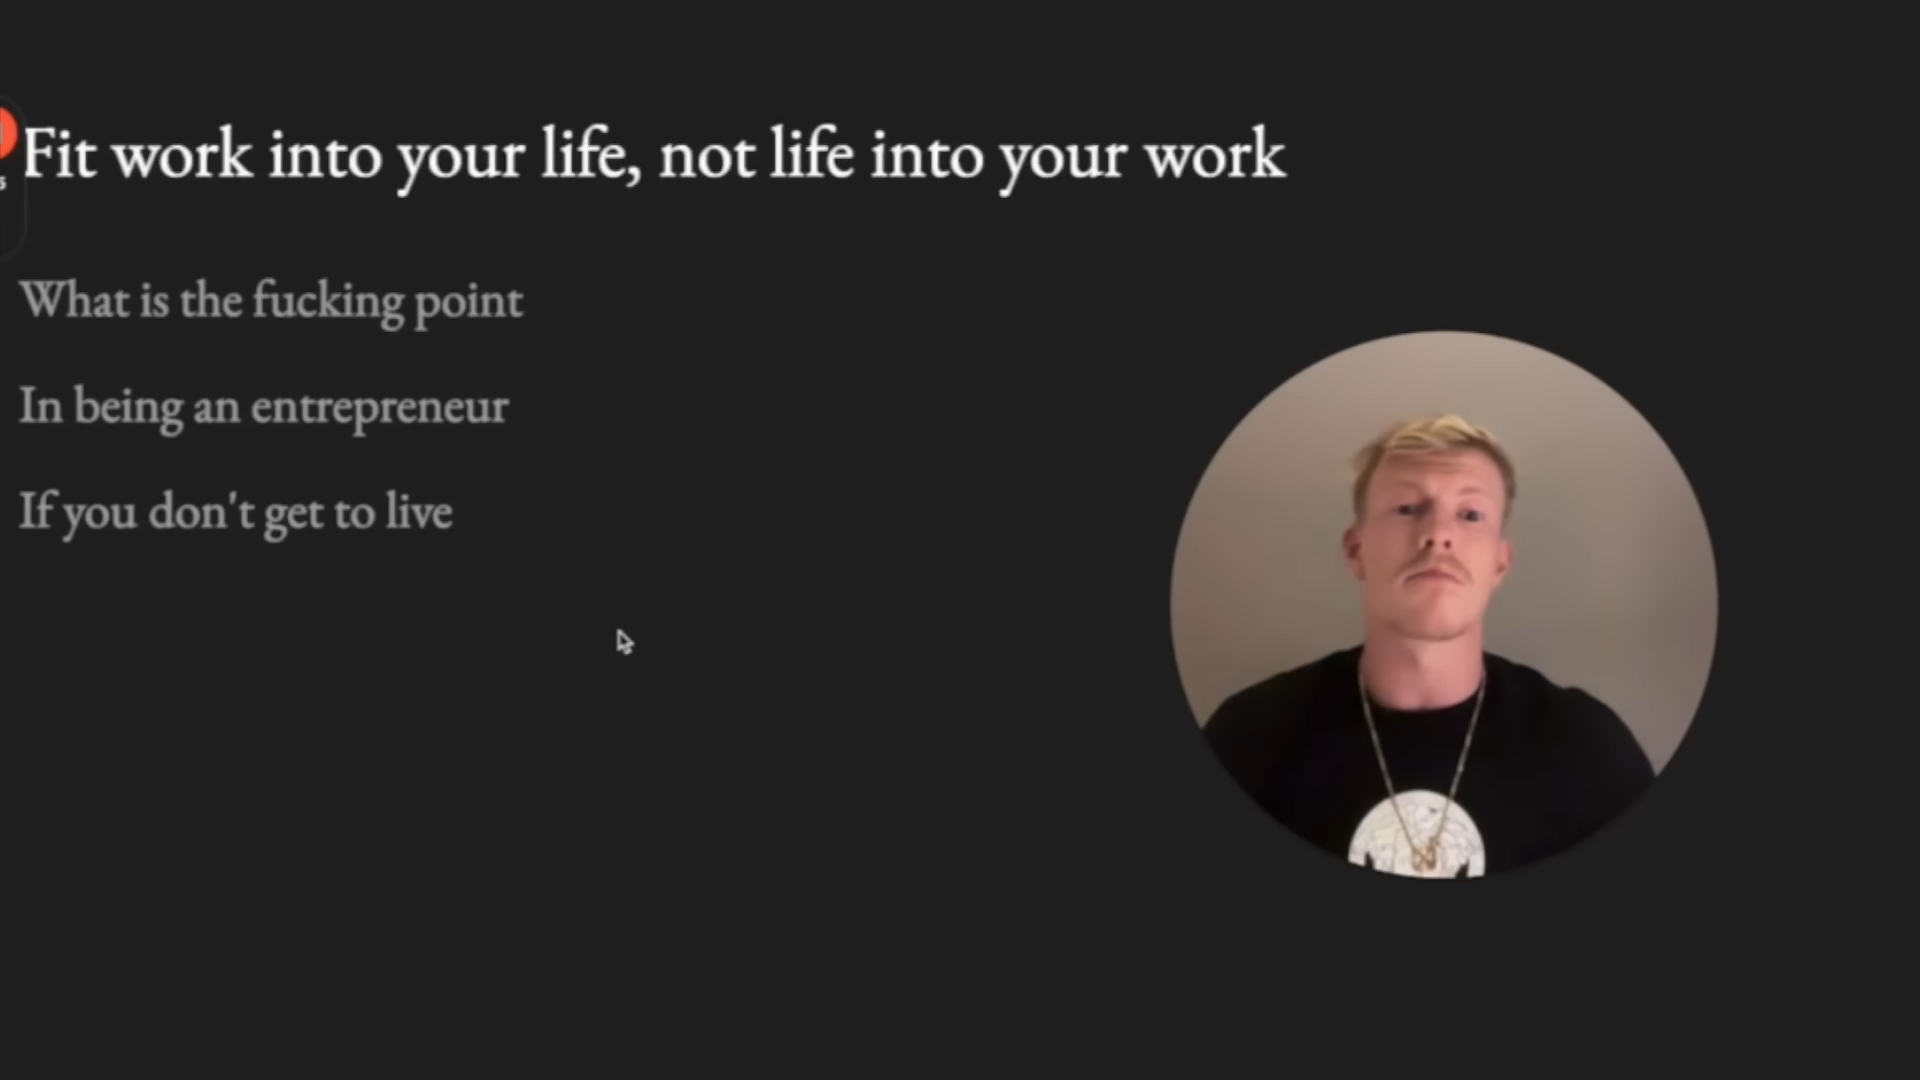 Fit work into your life, not life into your work
What is the fucking point
In being an entrepreneur
If you don't get to live